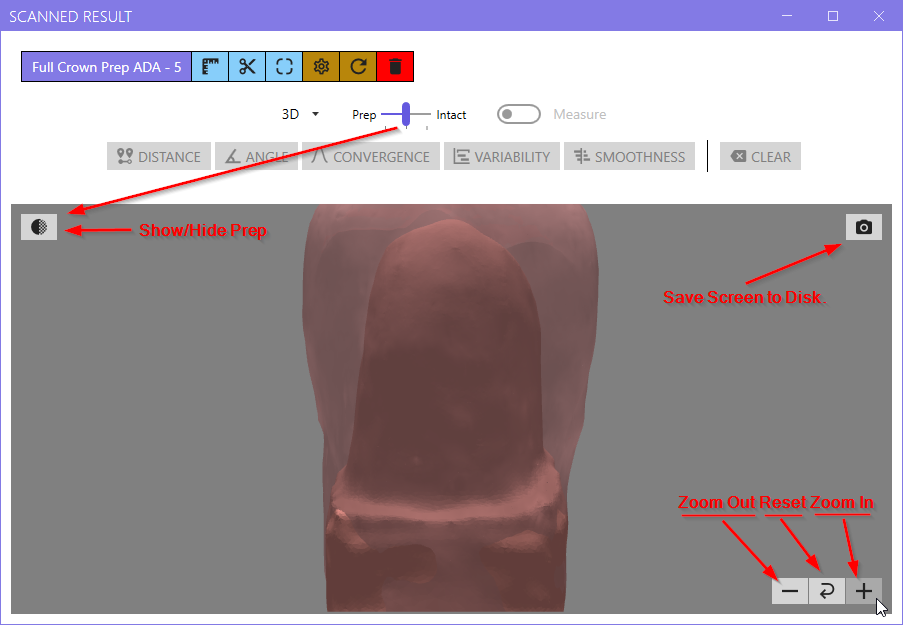 SCANNED RESULT
Full Crown Prep ADA - 5
3D Prep Intact Measure
DISTANCE ANGLE CONVERGENCE VARIABILITY SMOOTHNESS CLEAR
Show/Hide Prep
Save Screen to Disk.
Zoom Out Reset Zoom In